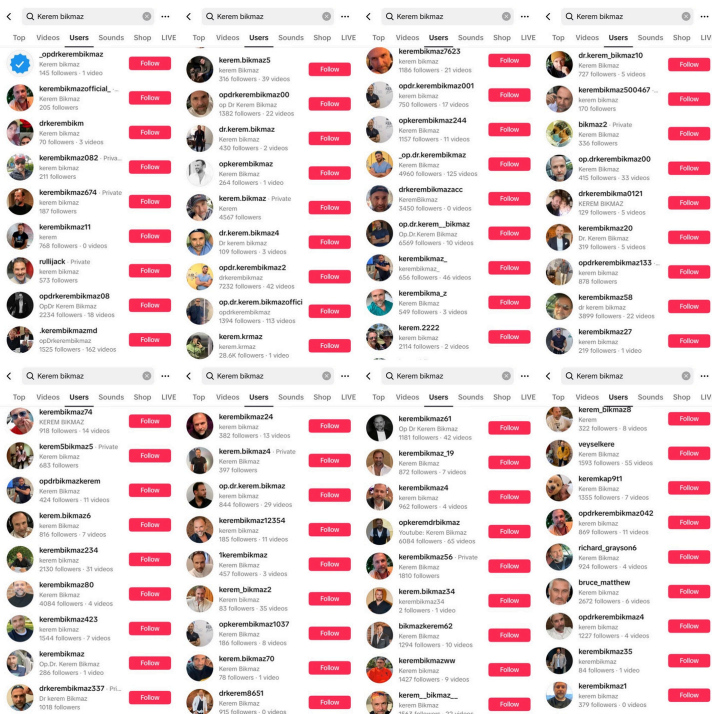 Kerem bikmaz
Top Videos Users Sounds Shop LIVE
_opdrkerembikmaz
Kerem bikmaz
145 followers · 1 video
Follow
kerembikmazofficial_ · ...
Kerem Bikmaz
205 followers
Follow
drkerembikm
Kerem Bikmaz
70 followers · 3 videos
Follow
kerembikmaz082 · Priva...
kerem bikmaz
211 followers
Follow
kerembikmaz674 · Private
kerem bikmaz
187 followers
Follow
kerembikmaz11
kerem
768 followers · 0 videos
Follow
rullijack · Private
kerem bikmaz
573 followers
Follow
opdrkerembikmaz08
OpDr Kerem Bikmaz
2234 followers · 18 videos
Follow
.kerembikmazmd
opDrkerembikmaz
1525 followers · 162 videos
Follow
Kerem bikmaz
Top Videos Users Sounds Shop LIVE
kerem.bikmaz5
Kerem Bikmaz
316 followers · 39 videos
Follow
opdrkerembikmaz00
op Dr Kerem Bikmaz
1382 followers · 22 videos
Follow
dr.kerem.bikmaz
Kerem Bikmaz
430 followers · 2 videos
Follow
opkerembikmaz
Kerem Bikmaz
264 followers · 1 video
Follow
kerem.bikmaz · Private
Kerem
4567 followers
Follow
dr.kerem.bikmaz4
Dr kerem bikmaz
109 followers · 3 videos
Follow
opdr.kerembikmaz2
drkerembikmaz
7232 followers · 42 videos
Follow
op.dr.kerem.bikmazoffici
opdrkerembikmaz
1394 followers · 113 videos
Follow
kerem.krmaz
kerem.krmaz
28.6K followers · 1 video
Follow
Kerem bikmaz
Top Videos Users Sounds Shop LIVE
kerembikmaz7623
kerem bikmaz
1186 followers · 21 videos
Follow
opdr.kerembikmaz001
kerem bikmaz
750 followers · 17 videos
Follow
opkerembikmaz244
Kerem Bikmaz
1157 followers · 11 videos
Follow
_op.dr.kerembikmaz
Kerem Bikmaz
4960 followers · 125 videos
Follow
drkerembikmazacc
KeremBikmaz
3450 followers · 0 videos
Follow
op.dr.kerem__bikmaz
Op.Dr.Kerem Bikmaz
6569 followers · 10 videos
Follow
kerembikmaz_
kerembikmaz_
656 followers · 46 videos
Follow
kerembikma_z
Kerem Bikmaz
549 followers · 3 videos
Follow
kerem.2222
Kerem Bikmaz
2114 followers · 2 videos
Follow
Kerem bikmaz
Top Videos Users Sounds Shop LIV
dr.kerem_bikmaz10
Kerem Bikmaz
727 followers · 5 videos
Follow
kerembikmaz500467 · ...
kerem bikmaz
170 followers
Follow
bikmaz2 · Private
Kerem Bikmaz
336 followers
Follow
op.drkerembikmaz00
Kerem Bikmaz
415 followers · 33 videos
Follow
drkerembikma0121
KEREM BIKMAZ
129 followers · 5 videos
Follow
kerembikmaz20
Dr. Kerem Bikmaz
319 followers · 5 videos
Follow
opdrkerembikmaz133 · ...
kerem bikmaz
878 followers
Follow
kerembikmaz58
dr kerem bikmaz
3899 followers · 22 videos
Follow
kerembikmaz27
kerem bikmaz
219 followers · 1 video
Follow
Kerem bikmaz
Top Videos Users Sounds Shop LIVE
kerembikmaz74
KEREM BIKMAZ
918 followers · 14 videos
Follow
kerem5bikmaz5 · Private
Kerem bikmaz
683 followers
Follow
opdrbikmazkerem
Kerem Bikmaz
424 followers · 11 videos
Follow
kerem.bikmaz6
Kerem Bikmaz
816 followers · 7 videos
Follow
kerembikmaz234
Kerem bikmaz
2130 followers · 31 videos
Follow
kerembikmaz80
Kerem Bikmaz
4084 followers · 4 videos
Follow
kerembikmaz423
kerem bikmaz
1544 followers · 7 videos
Follow
kerembikmaz
Op.Dr. Kerem Bikmaz
286 followers · 1 video
Follow
drkerembikmaz337 · Pri...
Dr kerem Bikmaz
1018 followers
Follow
Kerem bikmaz
Top Videos Users Sounds Shop LIVE
kerembikmaz24
kerem bikmaz
382 followers · 13 videos
Follow
kerem.bikmaz4 · Private
Kerem Bikmaz
397 followers
Follow
op.dr.kerem.bikmaz
kerem bikmaz
844 followers · 29 videos
Follow
kerembikmaz12354
kerem bikmaz
185 followers · 11 videos
Follow
1kerembikmaz
Kerem Bikmaz
457 followers · 3 videos
Follow
kerem_bikmaz2
Kerem bikmaz
83 followers · 35 videos
Follow
opkerembikmaz1037
Kerem Bikmaz
186 followers · 8 videos
Follow
kerem.bikmaz70
Kerem Bikmaz
78 followers · 1 video
Follow
drkerem8651
Kerem Bikmaz
915 followers · 0 videos
Follow
Kerem bikmaz
Top Videos Users Sounds Shop LIVE
kerembikmaz61
Op Dr Kerem Bikmaz
1181 followers · 42 videos
Follow
kerembikmaz_19
Kerem Bikmaz
872 followers · 7 videos
Follow
kerembikmaz4
kerem bikmaz
962 followers · 4 videos
Follow
opkeremdrbikmaz
Youtube: Kerem Bikmaz
6084 followers · 65 videos
Follow
kerembikmaz56 · Private
Kerem Bikmaz
1810 followers
Follow
kerem.bikmaz34
kerembikmaz34
2 followers · 1 video
Follow
bikmazkerem62
Kerem Bikmaz
1294 followers · 10 videos
Follow
kerembikmazww
Kerem bikmaz
1427 followers · 9 videos
Follow
kerem__bikmaz__
Kerem bikmaz
Follow
Kerem bikmaz
Top Videos Users Sounds Shop LIV
kerem_bikmaz8
Kerem
322 followers · 8 videos
Follow
veyselkere
Kerem Bikmaz
1593 followers · 55 videos
Follow
keremkap9t1
Kerem Bikmaz
1355 followers · 7 videos
Follow
opdrkerembikmaz042
kerem bikmaz
869 followers · 11 videos
Follow
richard_grayson6
Kerem Bikmaz
924 followers · 4 videos
Follow
bruce_matthew
Kerem Bikmaz
2672 followers · 6 videos
Follow
opdrkerembikmaz4
kerem bikmaz
1227 followers · 4 videos
Follow
kerembikmaz35
kerembikmaz
84 followers · 1 video
Follow
kerembikmaz1
kerem bikmaz
379 followers · 0 videos
Follow